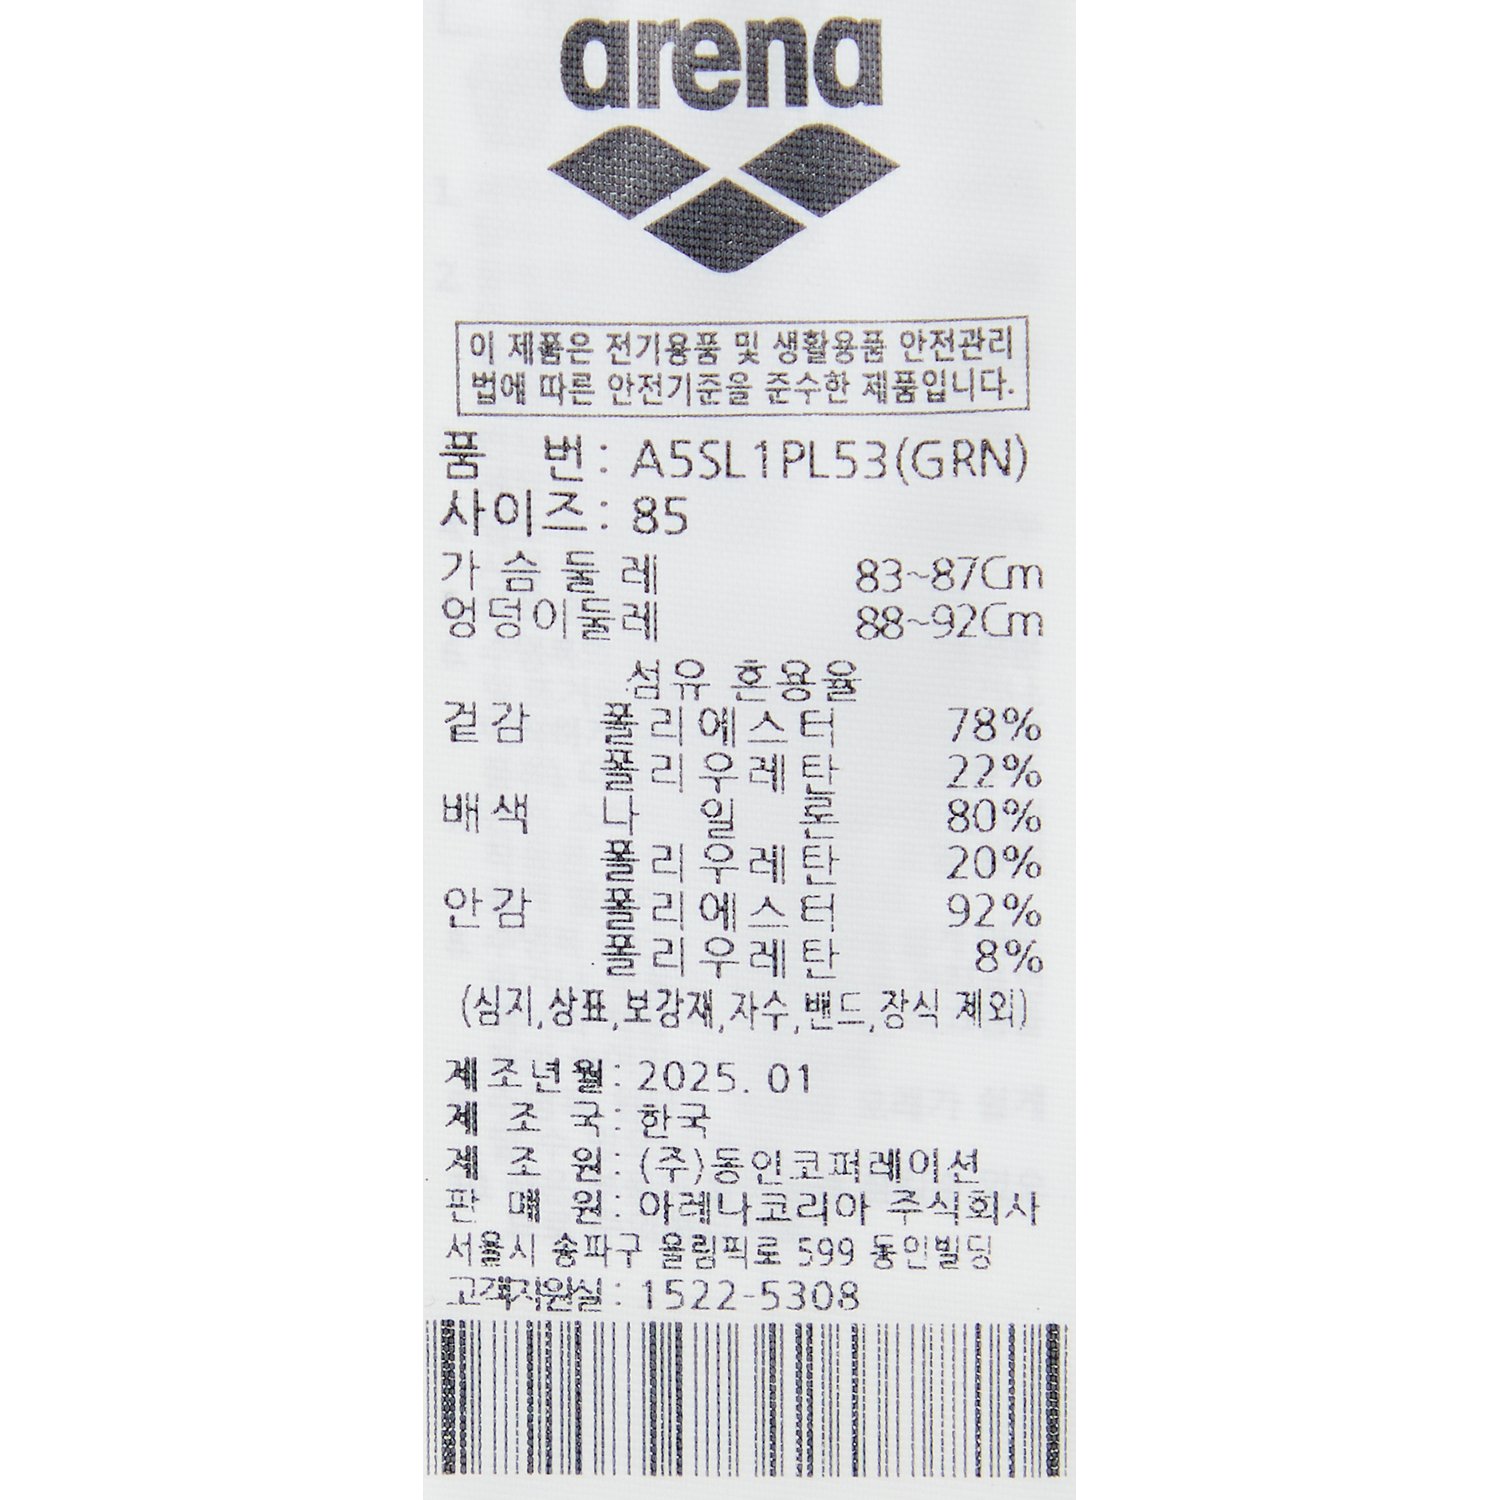 arena
이 제품은 전기용품 및 생활용품 안전관리
법에 따른 안전기준을 준수한 제품입니다.
품 번: A5SL1PL53(GRN)
사이즈: 85
가슴둘레 83~87Cm
엉덩이둘레 88~92Cm
섬유 혼용율
겉감 폴리에스터 78%
폴리우레탄 22%
배색 나일론 80%
폴리우레탄 20%
안감 폴리에스터 92%
폴리우레탄 8%
(심지,상표,보강재,자수,밴드,장식 제외)
제조년월: 2025. 01
제 조 국: 한국
제 조 원: (주)동인코퍼레이션
판 매 원: 아레나코리아 주식회사
서울시 송파구 올림픽로 599 동인빌딩
고객지원실: 1522-5308